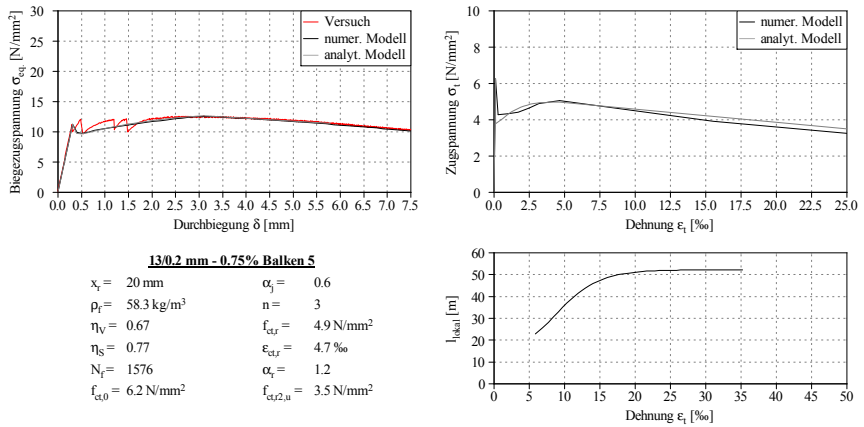 Biegezugspannung σeq. [N/mm²]
30
25
20
15
10
5
0
0.0 0.5 1.0 1.5 2.0 2.5 3.0 3.5 4.0 4.5 5.0 5.5 6.0 6.5 7.0 7.5
Durchbiegung δ [mm]
Versuch
numer. Modell
analyt. Modell
Zugspannung σt [N/mm²]
10
8
6
4
2
0
0.0 2.5 5.0 7.5 10.0 12.5 15.0 17.5 20.0 22.5 25.0
Dehnung εt [‰]
numer. Modell
analyt. Modell
13/0.2 mm - 0.75% Balken 5
xr = 20 mm αj = 0.6
ρf = 58.3 kg/m³ n = 3
ηV = 0.67 fct,r = 4.9 N/mm²
ηS = 0.77 εct,r = 4.7 ‰
Nf = 1576 αr = 1.2
fct,0 = 6.2 N/mm² fct,r2,u = 3.5 N/mm²
llokal [m]
60
50
40
30
20
10
0
0 5 10 15 20 25 30 35 40 45 50
Dehnung εt [‰]